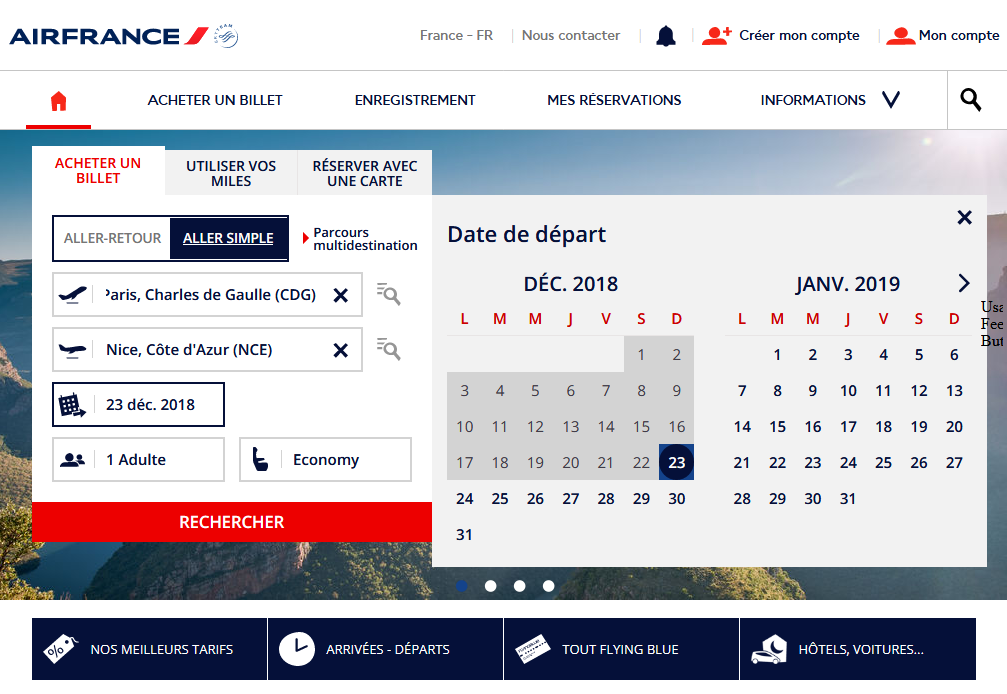 AIRFRANCE SKYTEAM
France - FR Nous contacter Créer mon compte Mon compte
ACHETER UN BILLET ENREGISTREMENT MES RÉSERVATIONS INFORMATIONS
ACHETER UN
BILLET
UTILISER VOS
MILES
RÉSERVER AVEC
UNE CARTE
ALLER-RETOUR ALLER SIMPLE
Parcours
multidestination
Paris, Charles de Gaulle (CDG)
Nice, Côte d'Azur (NCE)
23 déc. 2018
1 Adulte Economy
RECHERCHER
Date de départ
DÉC. 2018
L M M J V S D
1 2
3 4 5 6 7 8 9
10 11 12 13 14 15 16
17 18 19 20 21 22 23
24 25 26 27 28 29 30
31
JANV. 2019
L M M J V S D
1 2 3 4 5 6
7 8 9 10 11 12 13
14 15 16 17 18 19 20
21 22 23 24 25 26 27
28 29 30 31
Usa
Fee
But
NOS MEILLEURS TARIFS ARRIVÉES - DÉPARTS TOUT FLYING BLUE HÔTELS, VOITURES...